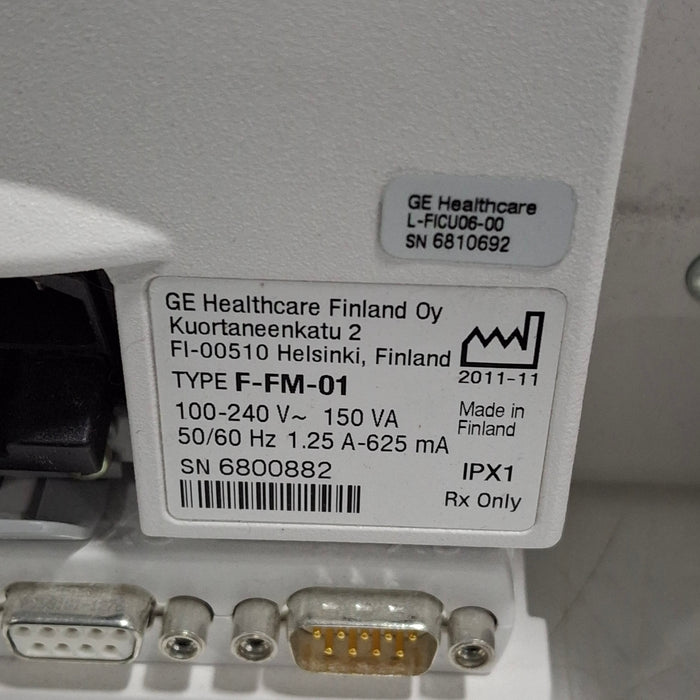 GE Healthcare
L-FICU06-00
SN 6810692
GE Healthcare Finland Oy
Kuortaneenkatu 2
FI-00510 Helsinki, Finland
TYPE F-FM-01
2011-11
100-240 V~ 150 VA
50/60 Hz 1.25 A-625 mA
Made in
Finland
SN 6800882
IPX1
Rx Only